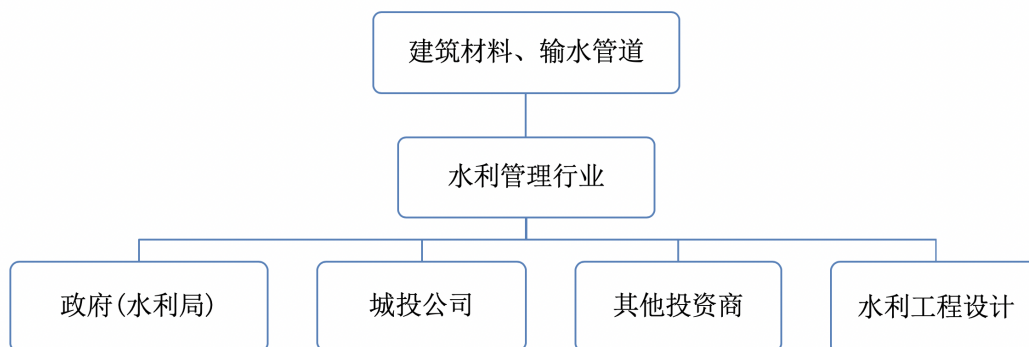 建筑材料、输水管道
水利管理行业
政府(水利局)
城投公司
其他投资商
水利工程设计